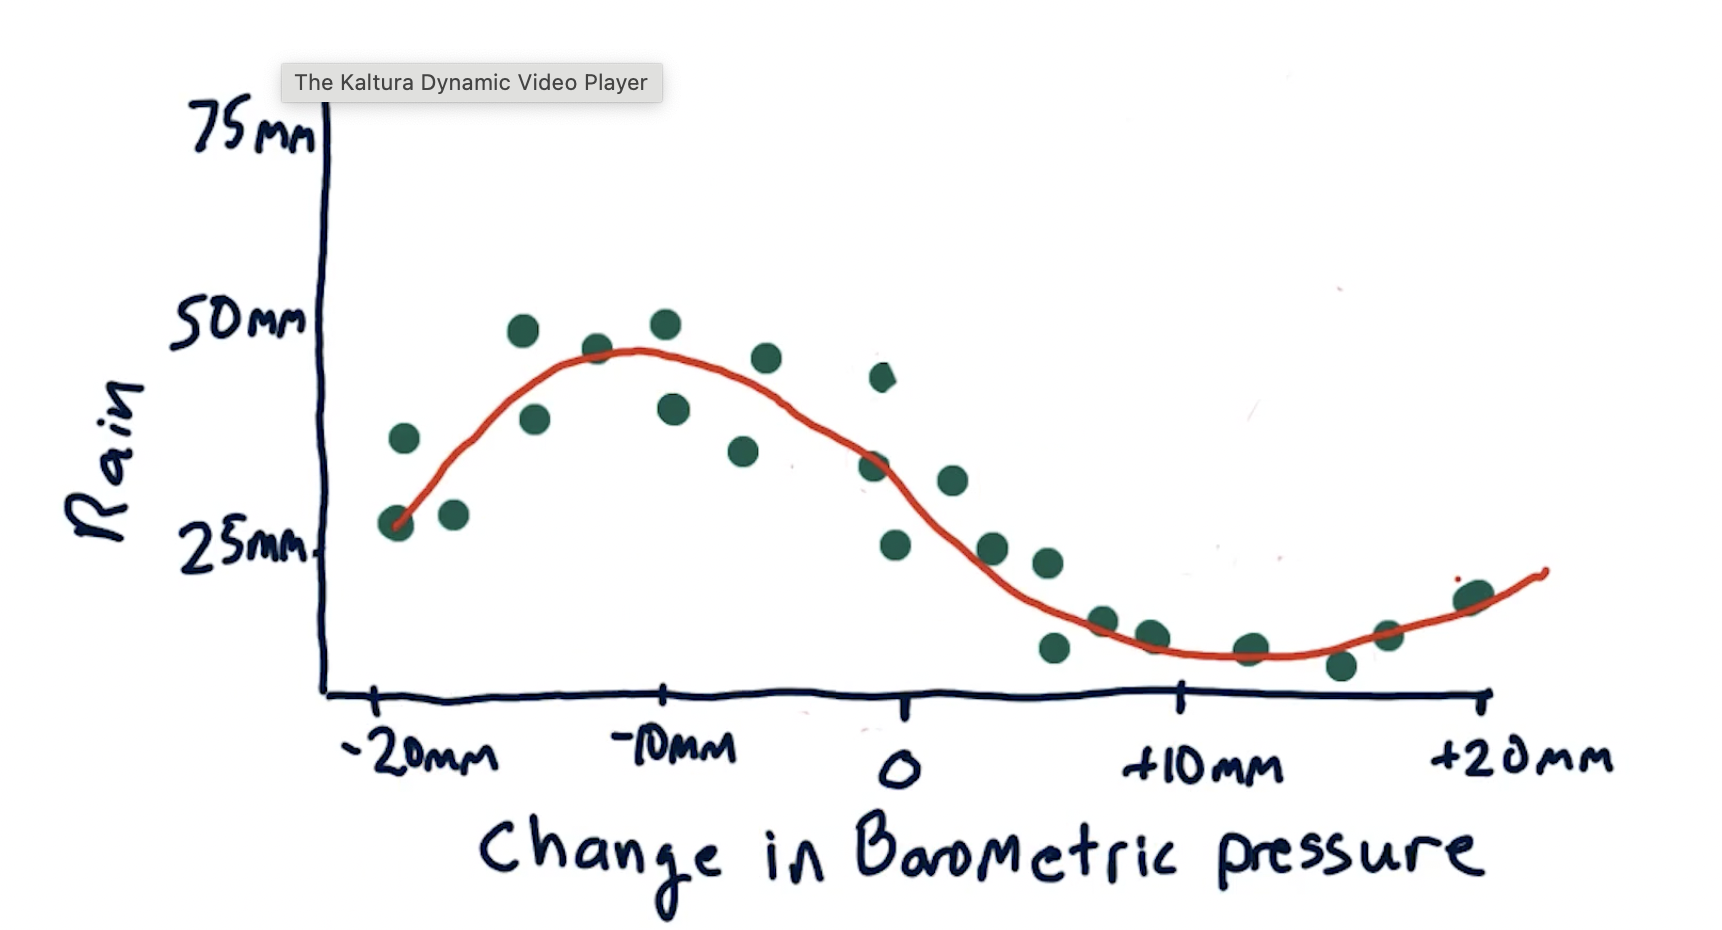 The Kaltura Dynamic Video Player
75mm
50mm
Rain
25mm
-20mm -10mm 0 +10mm +20mm
Change in Barometric pressure